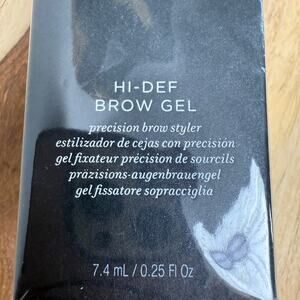 HI-DEF
BROW GEL
precision brow styler
estilizador de cejas con precisión
gel fixateur précision de sourcils
präzisions-augenbrauengel
gel fissatore sopracciglia
7.4 mL / 0.25 Fl Oz